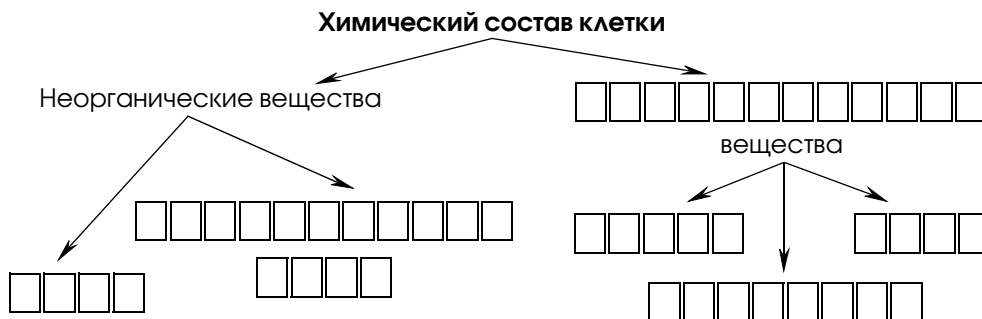 Химический состав клетки
Неорганические вещества
вещества